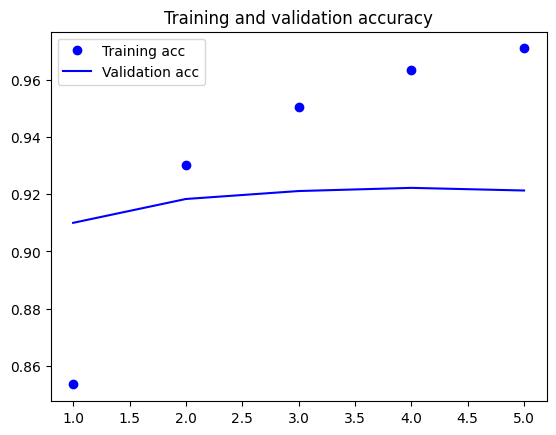 Training and validation accuracy
Training acc
Validation acc
0.96
0.94
0.92
0.90
0.88
0.86
1.0 1.5 2.0 2.5 3.0 3.5 4.0 4.5 5.0